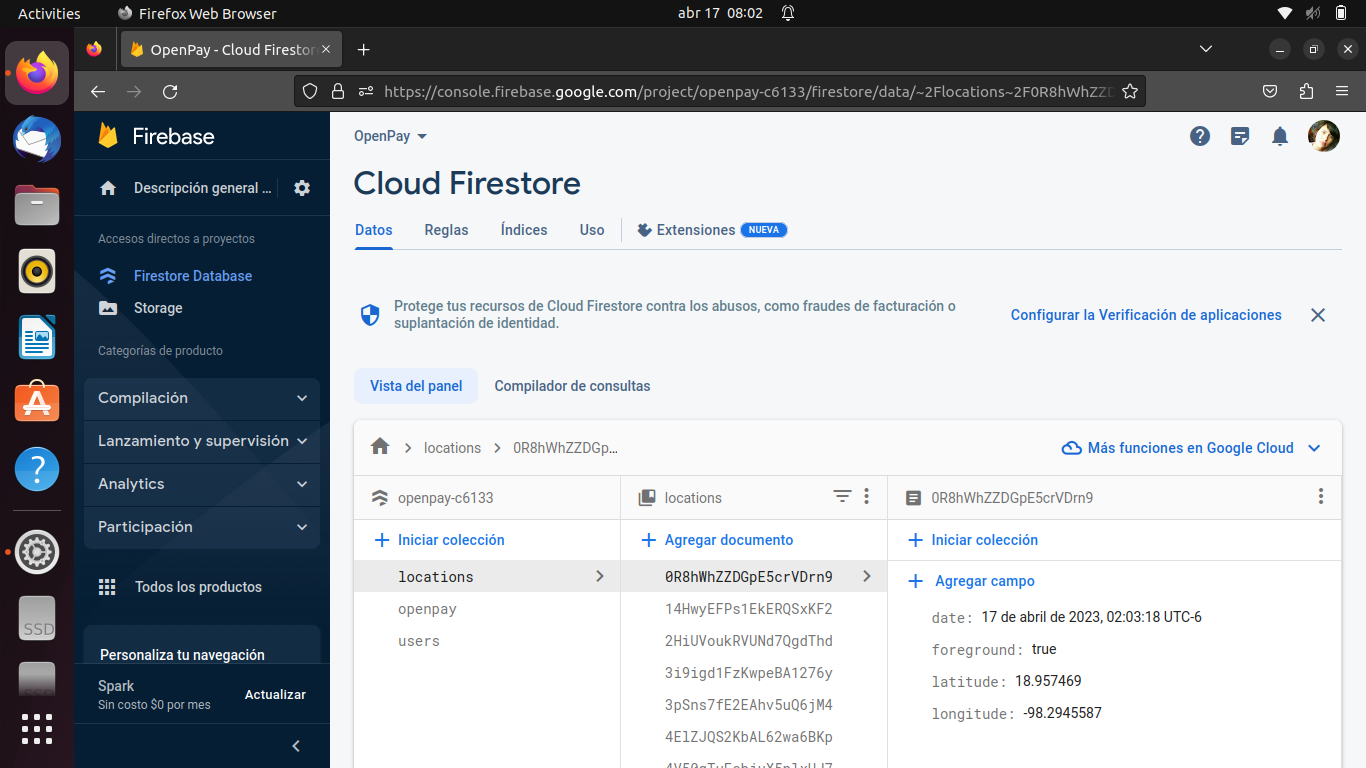 Activities
Firefox Web Browser
abr 17 08:02
OpenPay - Cloud Firestor
https://console.firebase.google.com/project/openpay-c6133/firestore/data/~2Flocations~2F0R8hWhZZD
Firebase
Descripción general ...
Accesos directos a proyectos
Firestore Database
Storage
Categorías de producto
Compilación
Lanzamiento y supervisión
Analytics
Participación
Todos los productos
Personaliza tu navegación
Spark
Sin costo $0 por mes
Actualizar
OpenPay
Cloud Firestore
Datos
Reglas
Índices
Uso
Extensiones NUEVA
Protege tus recursos de Cloud Firestore contra los abusos, como fraudes de facturación o
suplantación de identidad.
Configurar la Verificación de aplicaciones
Vista del panel
Compilador de consultas
locations
0R8hWhZZDGp...
Más funciones en Google Cloud
openpay-c6133
Iniciar colección
locations
openpay
users
locations
Agregar documento
0R8hWhZZDGpE5crVDrn9
14HwyEFPs1EkERQSxKF2
2HiUVoukRVUNd7QgdThd
3i9igd1FzKwpeBA1276y
3pSns7fE2EAhv5uQ6jM4
4ElZJQS2KbAL62wa6BKp
0R8hWhZZDGpE5crVDrn9
Iniciar colección
Agregar campo
date: 17 de abril de 2023, 02:03:18 UTC-6
foreground: true
latitude: 18.957469
longitude: -98.2945587
SSD